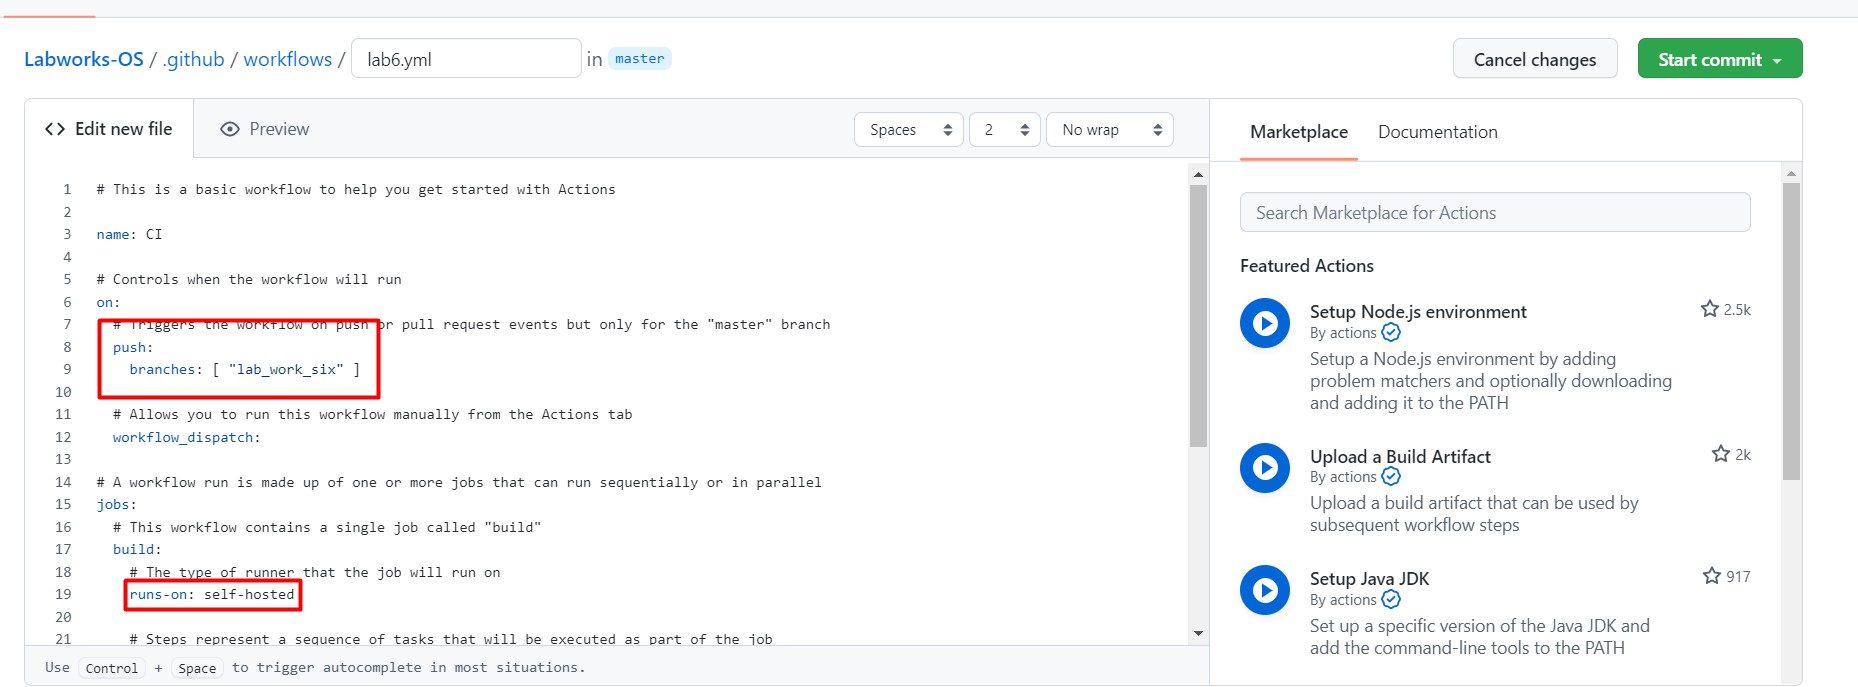 Labworks-OS / .github / workflows / lab6.yml in master
Cancel changes
Start commit
Edit new file
Preview
Spaces
2
No wrap
1 # This is a basic workflow to help you get started with Actions
2
3 name: CI
4
5 # Controls when the workflow will run
6 on:
7 # Triggers the workflow on push or pull request events but only for the "master" branch
8 push:
9 branches: [ "lab_work_six" ]
10
11 # Allows you to run this workflow manually from the Actions tab
12 workflow_dispatch:
13
14 # A workflow run is made up of one or more jobs that can run sequentially or in parallel
15 jobs:
16 # This workflow contains a single job called "build"
17 build:
18 # The type of runner that the job will run on
19 runs-on: self-hosted
20
21 # Steps represent a sequence of tasks that will be executed as part of the job
Use Control + Space to trigger autocomplete in most situations.
Marketplace
Documentation
Search Marketplace for Actions
Featured Actions
Setup Node.js environment
2.5k
By actions
Setup a Node.js environment by adding
problem matchers and optionally downloading
and adding it to the PATH
Upload a Build Artifact
2k
By actions
Upload a build artifact that can be used by
subsequent workflow steps
Setup Java JDK
917
By actions
Set up a specific version of the Java JDK and
add the command-line tools to the PATH